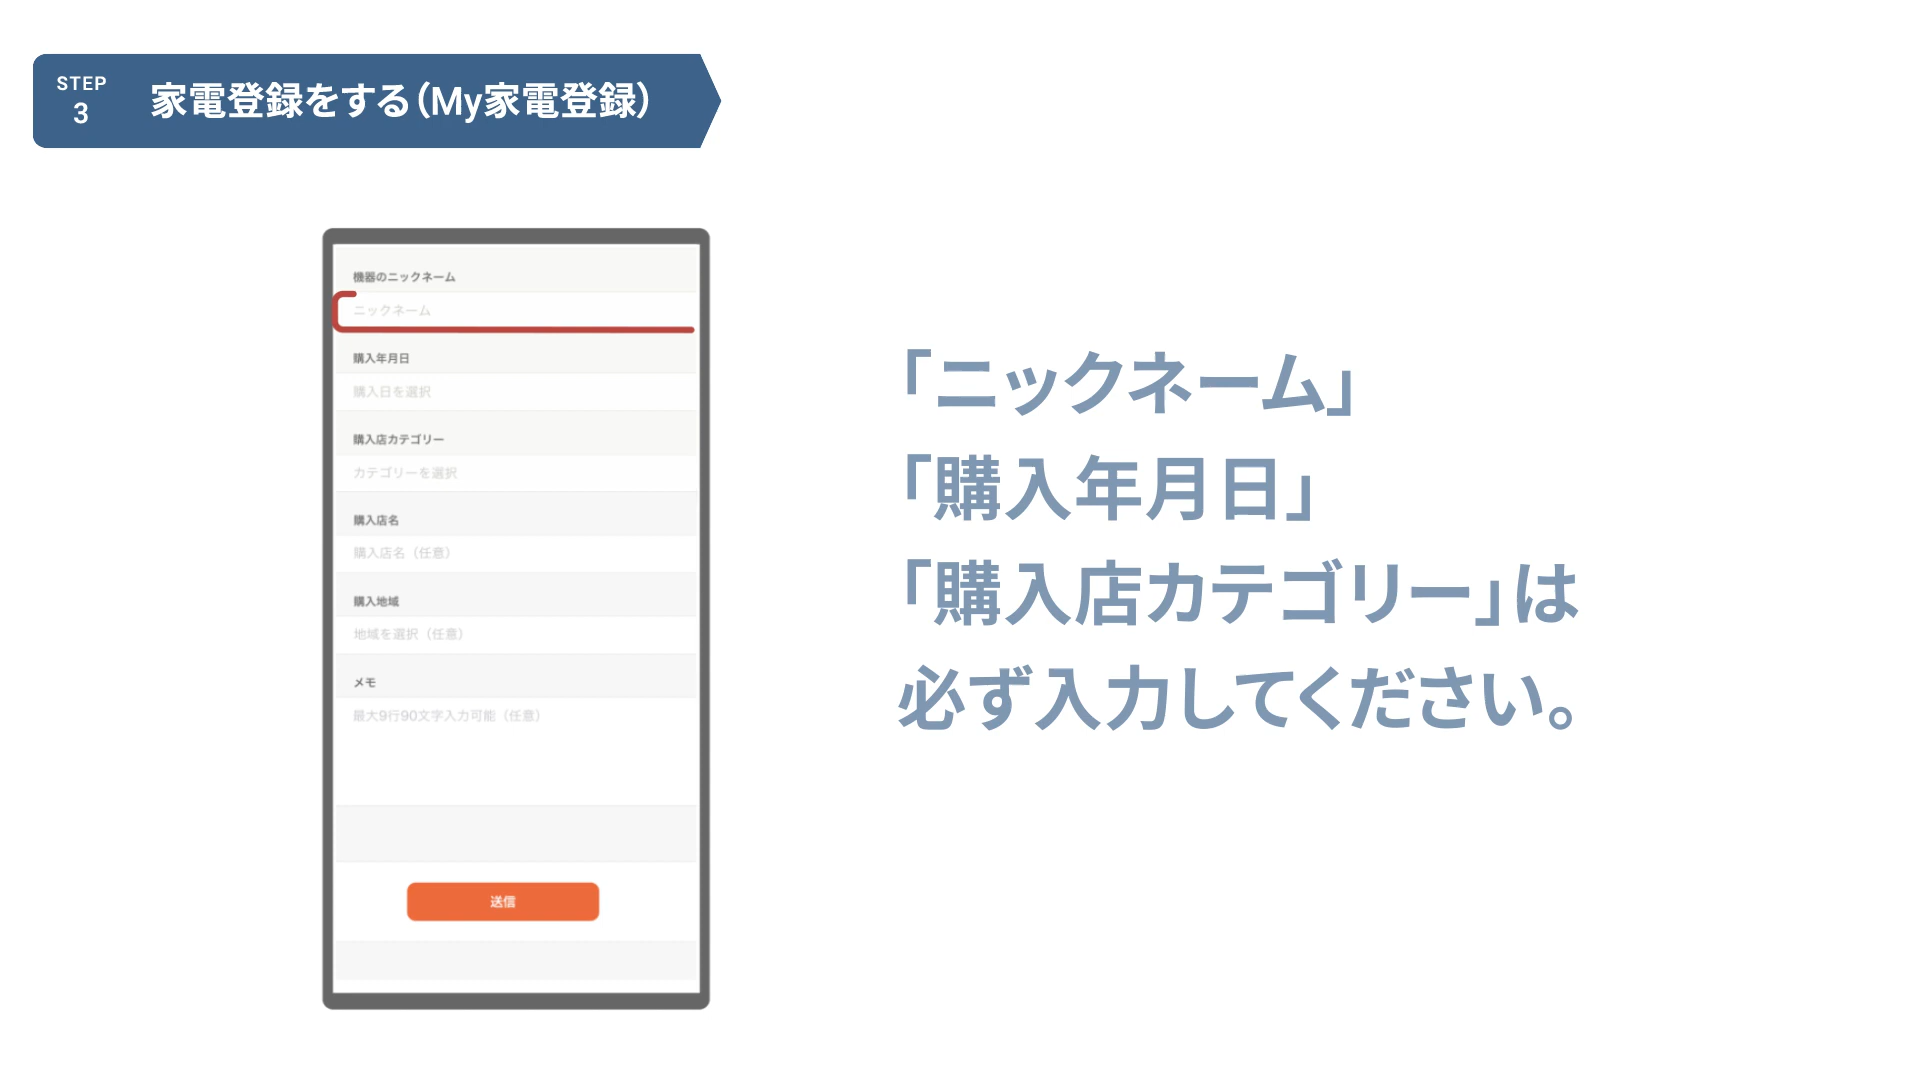 STEP
3
家電登録をする（My家電登録）
機器のニックネーム
ニックネーム
購入年月日
購入日を選択
購入店カテゴリー
カテゴリーを選択
購入店名
購入店名（任意）
購入地域
地域を選択（任意）
メモ
最大9行90文字入力可能（任意）
送信
「ニックネーム」
「購入年月日」
「購入店カテゴリー」は
必ず入力してください。